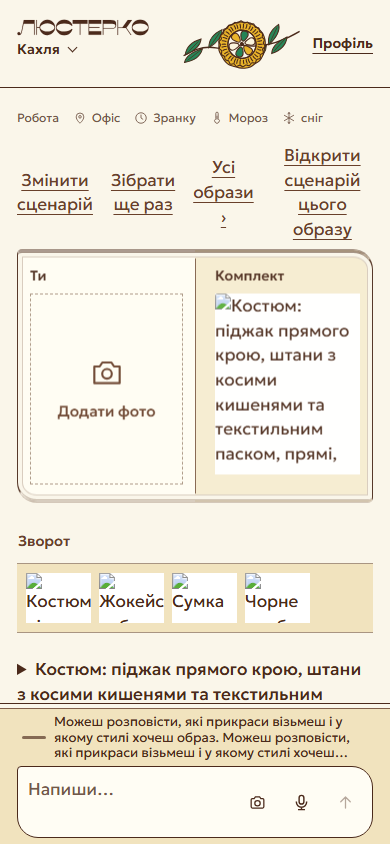 ЛЮСТЕРКО
Кахля
Профіль
Робота Офіс Зранку Мороз сніг
Змінити сценарій
Зібрати ще раз
Усі образи ›
Відкрити сценарій цього образу
Ти
Комплект
Додати фото
Костюм:
піджак прямого
крою, штани з
косими
кишенями та
текстильним
паском, прямі,
Зворот
Костюм Жокейс Сумка Чорне
Костюм: піджак прямого крою, штани
з косими кишенями та текстильним
Можеш розповісти, які прикраси візьмеш і у
якому стилі хочеш образ. Можеш розповісти,
які прикраси візьмеш і у якому стилі хочеш…
Напиши…